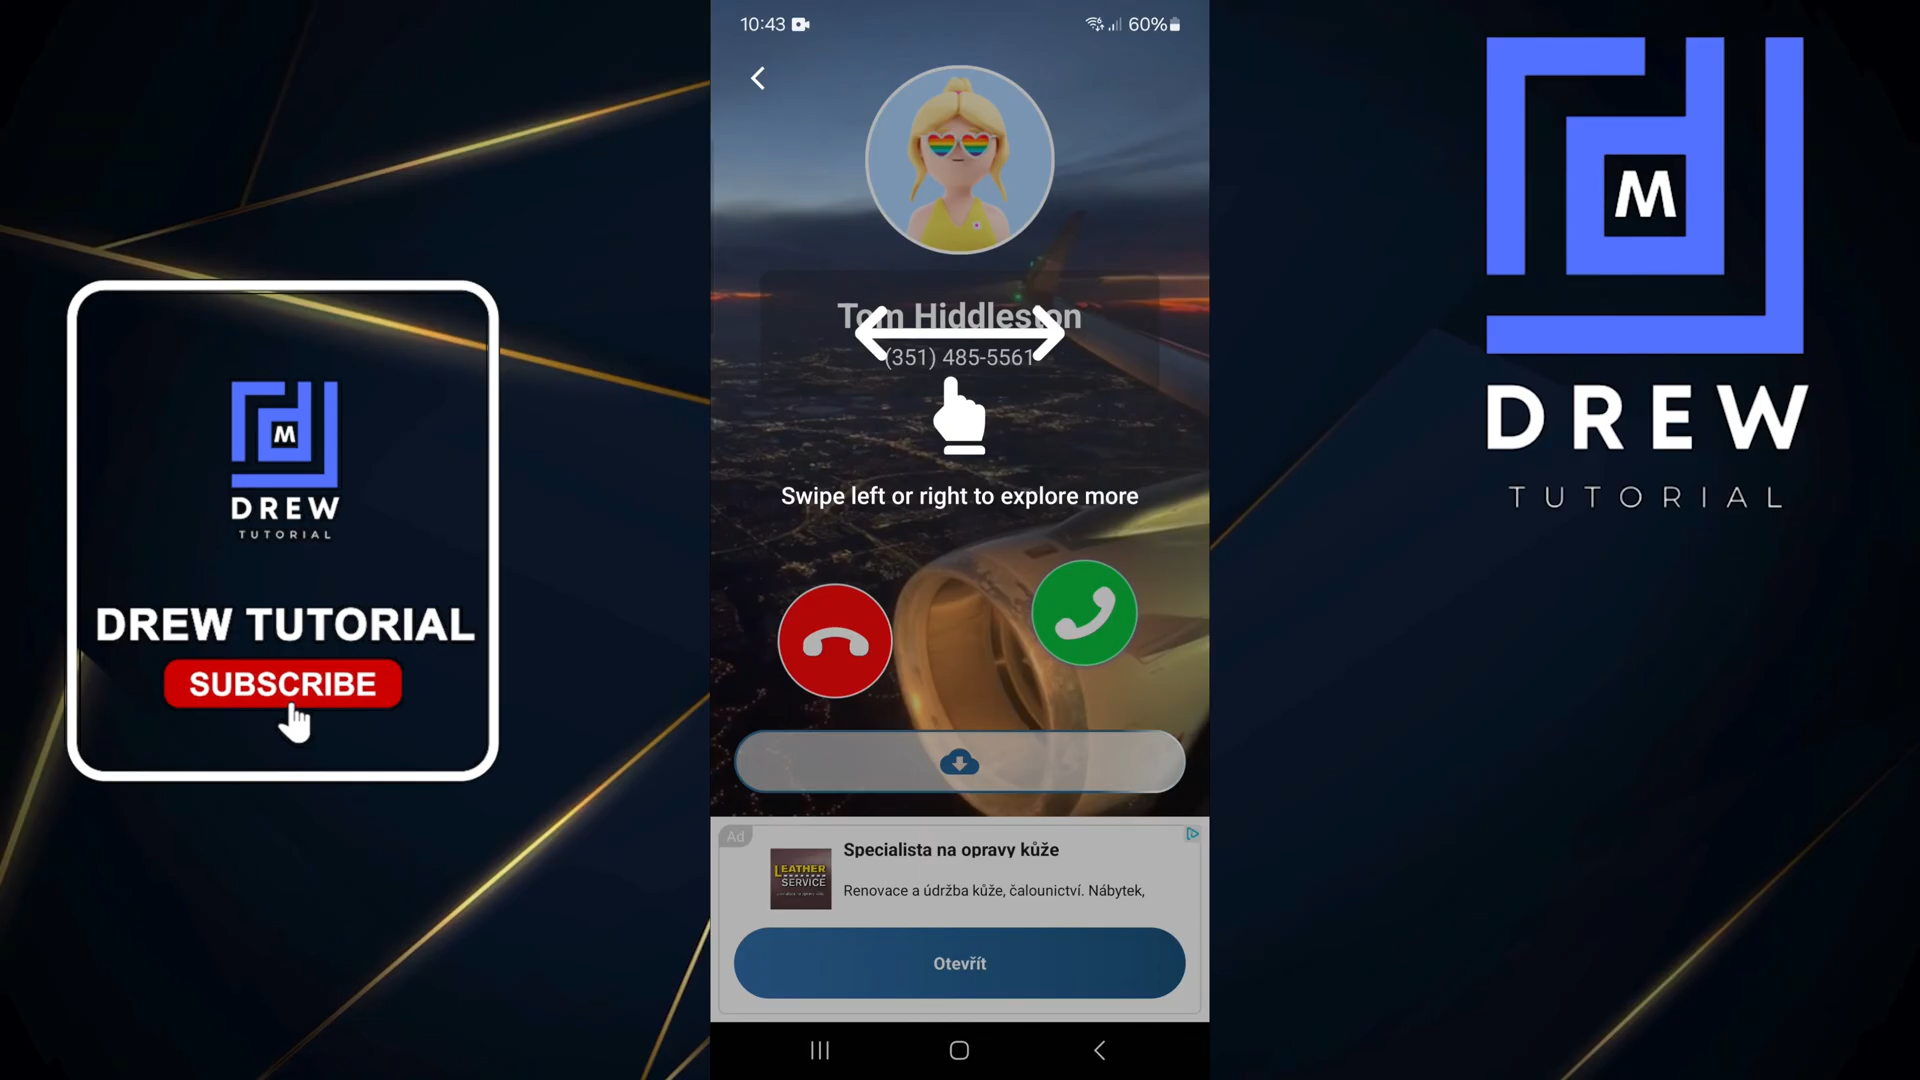 10:43
60%
Tom Hiddleston
(351) 485-5561
Swipe left or right to explore more
Ad
Specialista na opravy kůže
LEATHER
SERVICE
Renovace a údržba kůže, čalounictví. Nábytek,
Otevřít
M
DREW
TUTORIAL
DREW TUTORIAL
SUBSCRIBE
M
DREW
TUTORIAL